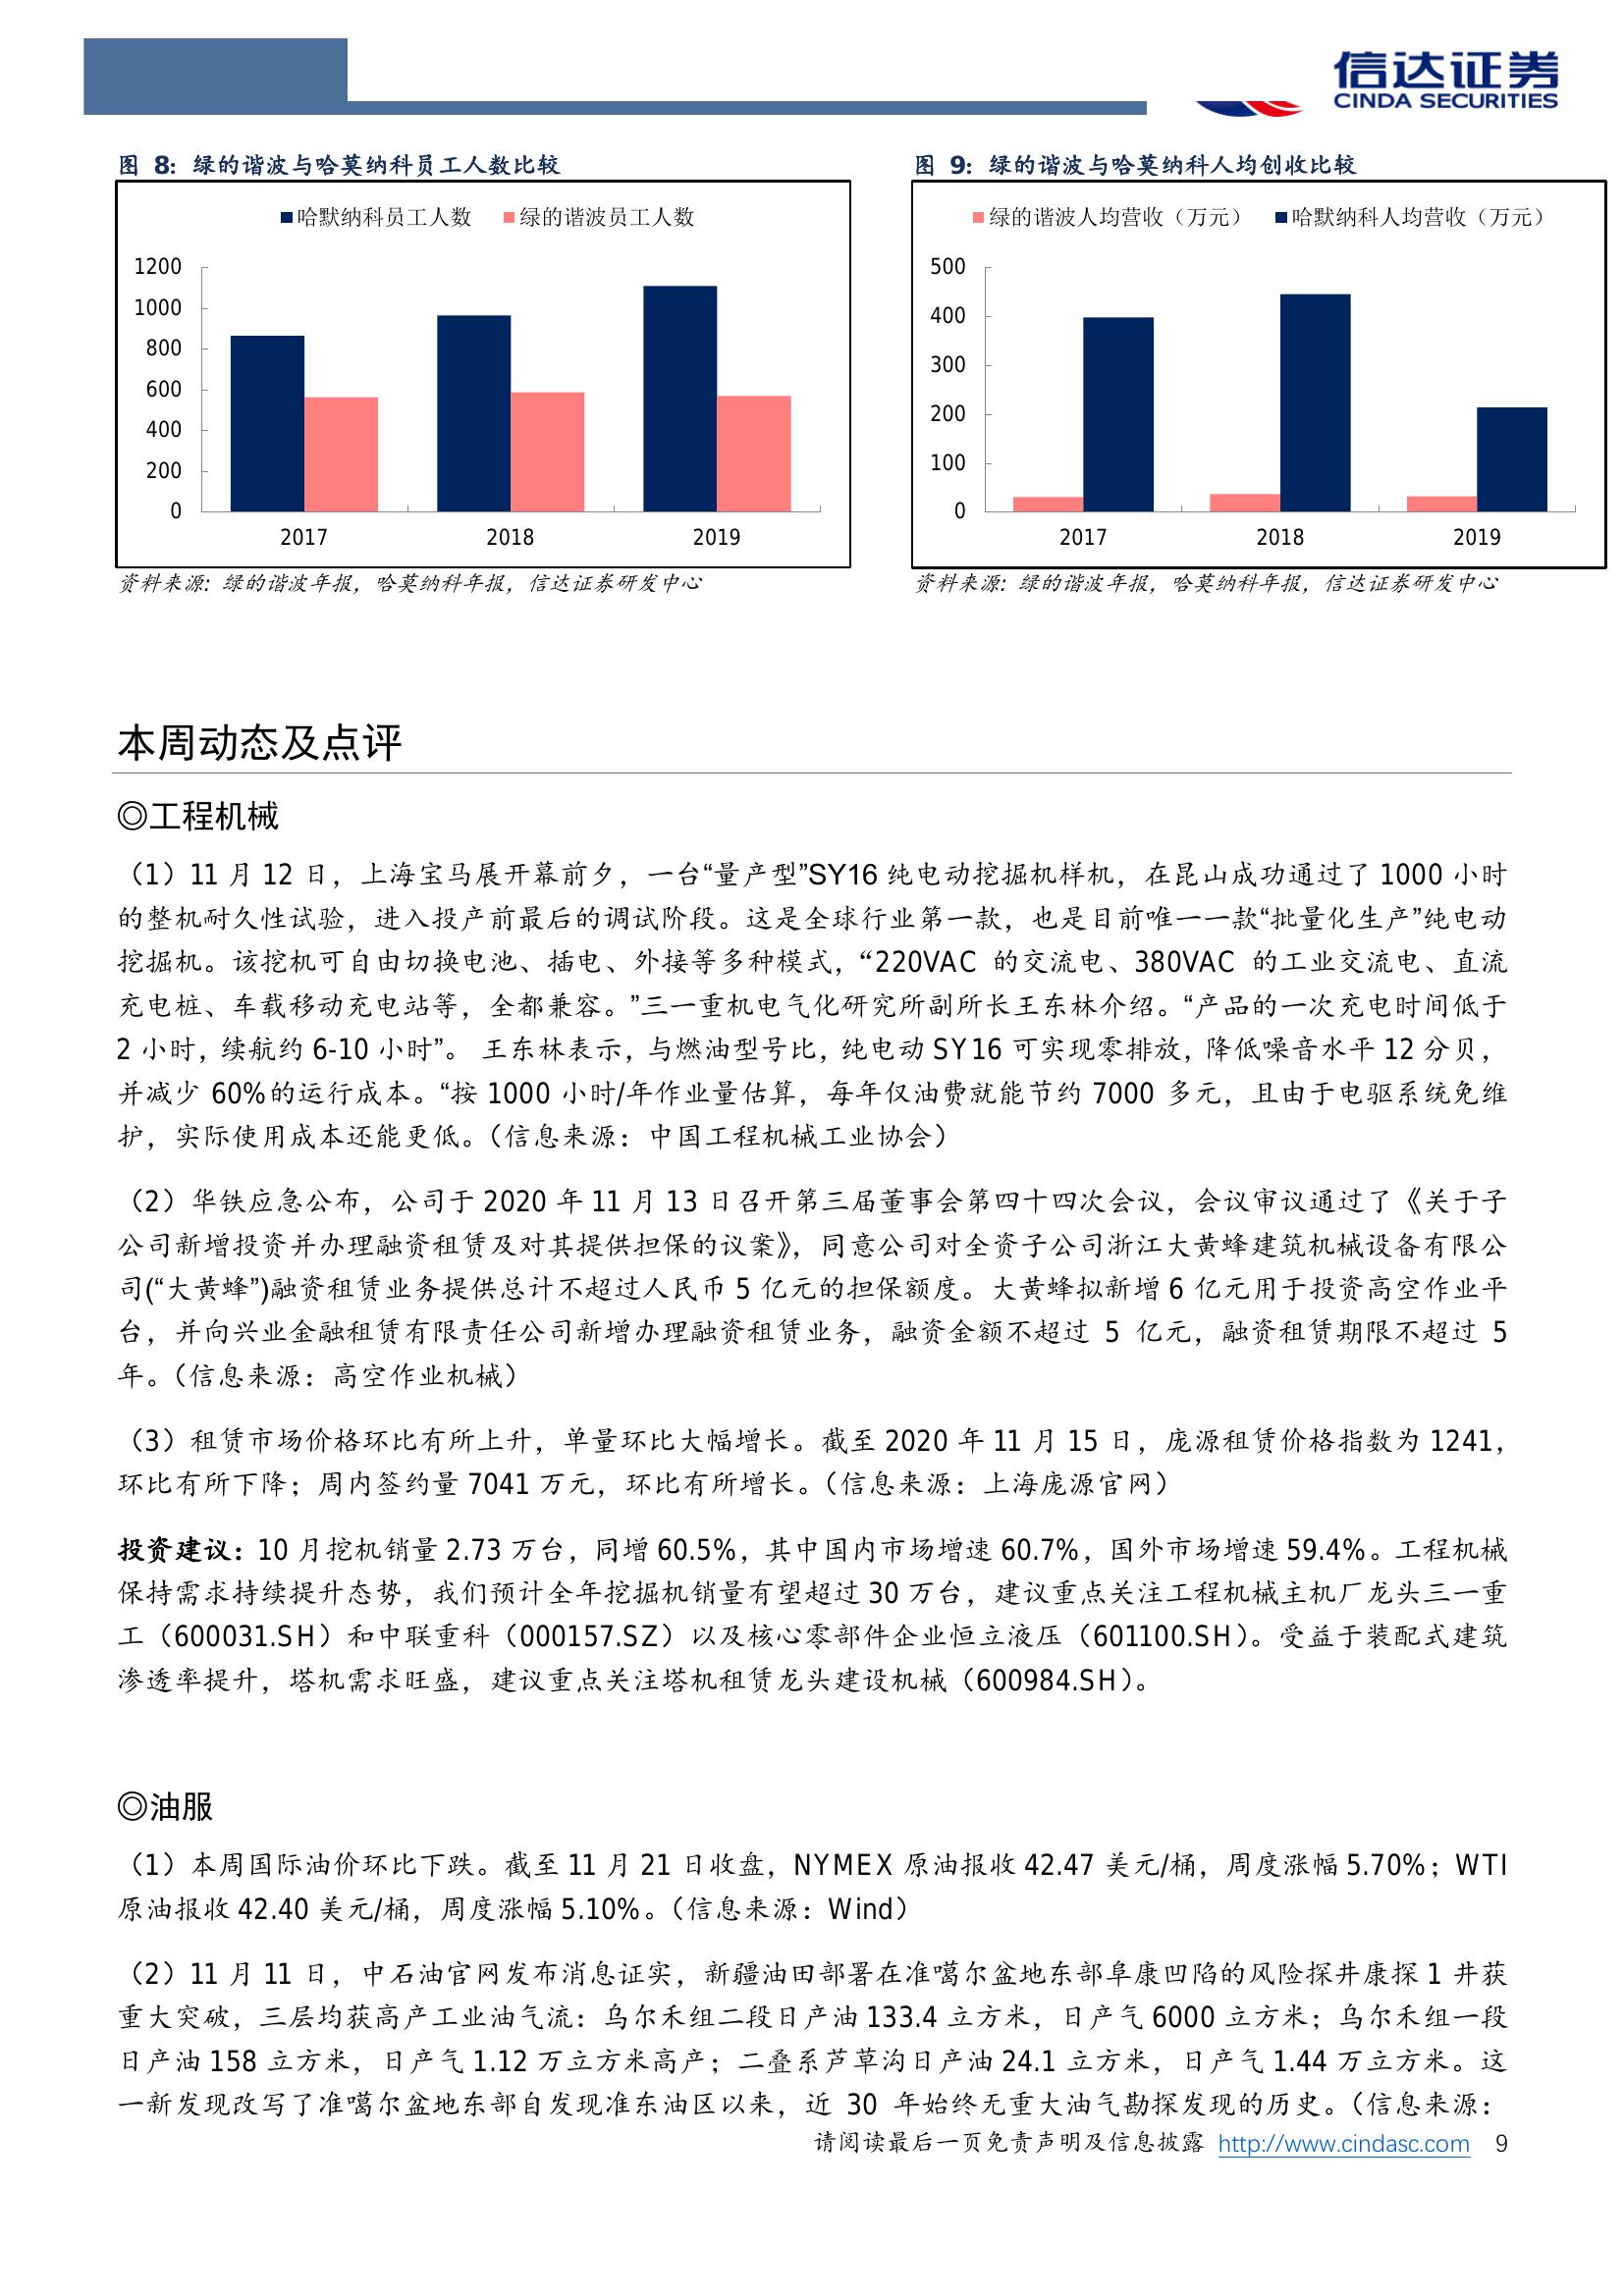 信达证券
CINDA SECURITIES
图 8：绿的谐波与哈莫纳科员工人数比较
哈默纳科员工人数 绿的谐波员工人数
1200
1000
800
600
400
200
0
2017 2018 2019
资料来源：绿的谐波年报，哈莫纳科年报，信达证券研发中心
图 9：绿的谐波与哈莫纳科人均创收比较
绿的谐波人均营收（万元） 哈默纳科人均营收（万元）
500
400
300
200
100
0
2017 2018 2019
资料来源：绿的谐波年报，哈莫纳科年报，信达证券研发中心
本周动态及点评
◎工程机械
（1）11 月 12 日，上海宝马展开幕前夕，一台“量产型”SY16 纯电动挖掘机样机，在昆山成功通过了 1000 小时
的整机耐久性试验，进入投产前最后的调试阶段。这是全球行业第一款，也是目前唯一一款“批量化生产”纯电动
挖掘机。该挖机可自由切换电池、插电、外接等多种模式，“220VAC 的交流电、380VAC 的工业交流电、直流
充电桩、车载移动充电站等，全都兼容。”三一重机电气化研究所副所长王东林介绍。“产品的一次充电时间低于
2 小时，续航约 6-10 小时”。 王东林表示，与燃油型号比，纯电动 SY16 可实现零排放，降低噪音水平 12 分贝，
并减少 60%的运行成本。“按 1000 小时/年作业量估算，每年仅油费就能节约 7000 多元，且由于电驱系统免维
护，实际使用成本还能更低。（信息来源：中国工程机械工业协会）
（2）华铁应急公布，公司于 2020 年 11 月 13 日召开第三届董事会第四十四次会议，会议审议通过了《关于子
公司新增投资并办理融资租赁及对其提供担保的议案》，同意公司对全资子公司浙江大黄蜂建筑机械设备有限公
司(“大黄蜂”)融资租赁业务提供总计不超过人民币 5 亿元的担保额度。大黄蜂拟新增 6 亿元用于投资高空作业平
台，并向兴业金融租赁有限责任公司新增办理融资租赁业务，融资金额不超过 5 亿元，融资租赁期限不超过 5
年。（信息来源：高空作业机械）
（3）租赁市场价格环比有所上升，单量环比大幅增长。截至 2020 年 11 月 15 日，庞源租赁价格指数为 1241，
环比有所下降；周内签约量 7041 万元，环比有所增长。（信息来源：上海庞源官网）
投资建议：10 月挖机销量 2.73 万台，同增 60.5%，其中国内市场增速 60.7%，国外市场增速 59.4%。工程机械
保持需求持续提升态势，我们预计全年挖掘机销量有望超过 30 万台，建议重点关注工程机械主机厂龙头三一重
工（600031.SH）和中联重科（000157.SZ）以及核心零部件企业恒立液压（601100.SH）。受益于装配式建筑
渗透率提升，塔机需求旺盛，建议重点关注塔机租赁龙头建设机械（600984.SH）。
◎油服
（1）本周国际油价环比下跌。截至 11 月 21 日收盘，NYMEX 原油报收 42.47 美元/桶，周度涨幅 5.70%；WTI
原油报收 42.40 美元/桶，周度涨幅 5.10%。（信息来源：Wind）
（2）11 月 11 日，中石油官网发布消息证实，新疆油田部署在准噶尔盆地东部阜康凹陷的风险探井康探 1 井获
重大突破，三层均获高产工业油气流：乌尔禾组二段日产油 133.4 立方米，日产气 6000 立方米；乌尔禾组一段
日产油 158 立方米，日产气 1.12 万立方米高产；二叠系芦草沟日产油 24.1 立方米，日产气 1.44 万立方米。这
一新发现改写了准噶尔盆地东部自发现准东油区以来，近 30 年始终无重大油气勘探发现的历史。（信息来源：
请阅读最后一页免责声明及信息披露 http://www.cindasc.com 9